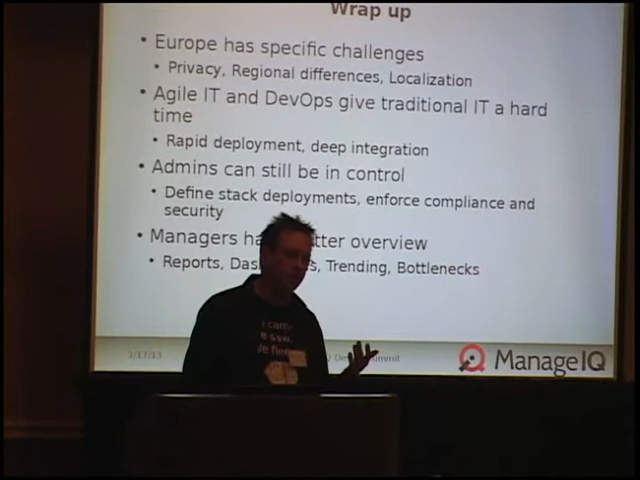 Wrap up
• Europe has specific challenges
• Privacy, Regional differences, Localization
• Agile IT and DevOps give traditional IT a hard
time
• Rapid deployment, deep integration
• Admins can still be in control
• Define stack deployments, enforce compliance and
security
• Managers ha tter overview
• Reports, Das s, Trending, Bottlenecks
3/17/13
ummit
ManageIQ
I came